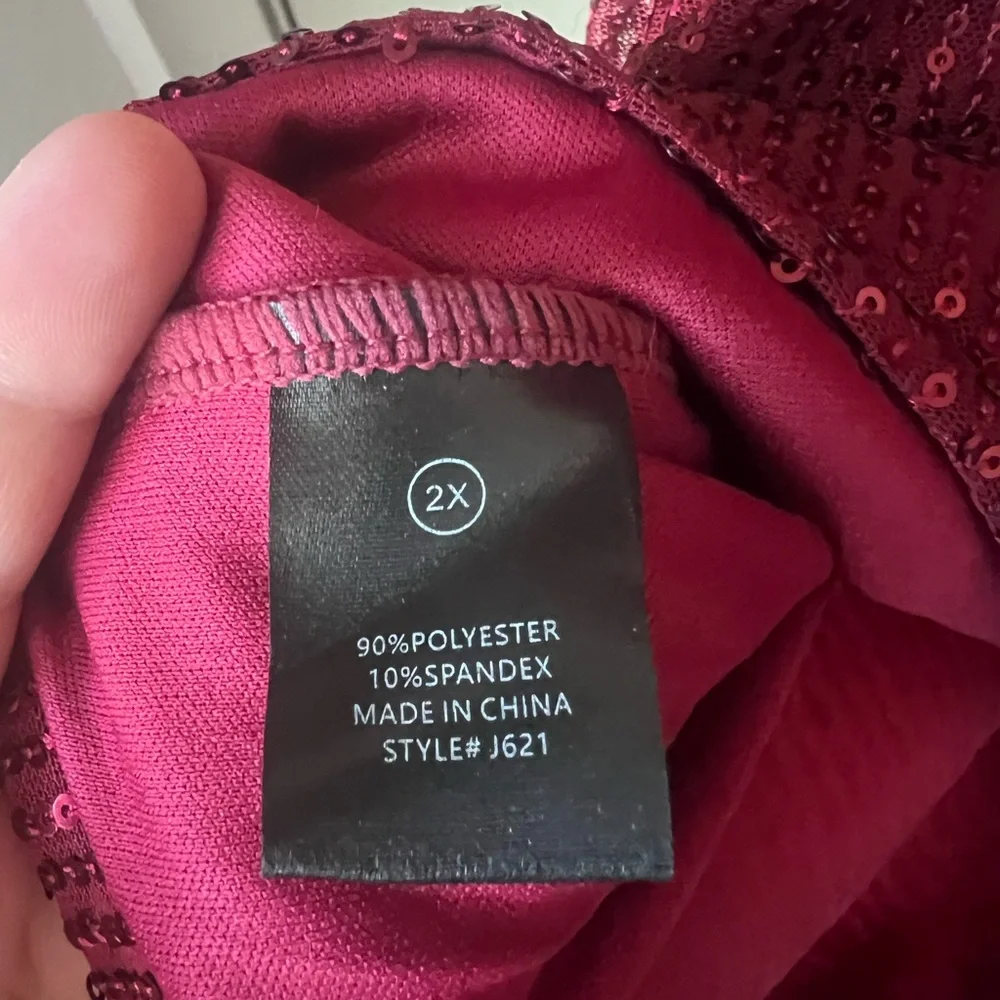 2X
90%POLYESTER
10%SPANDEX
MADE IN CHINA
STYLE# J621